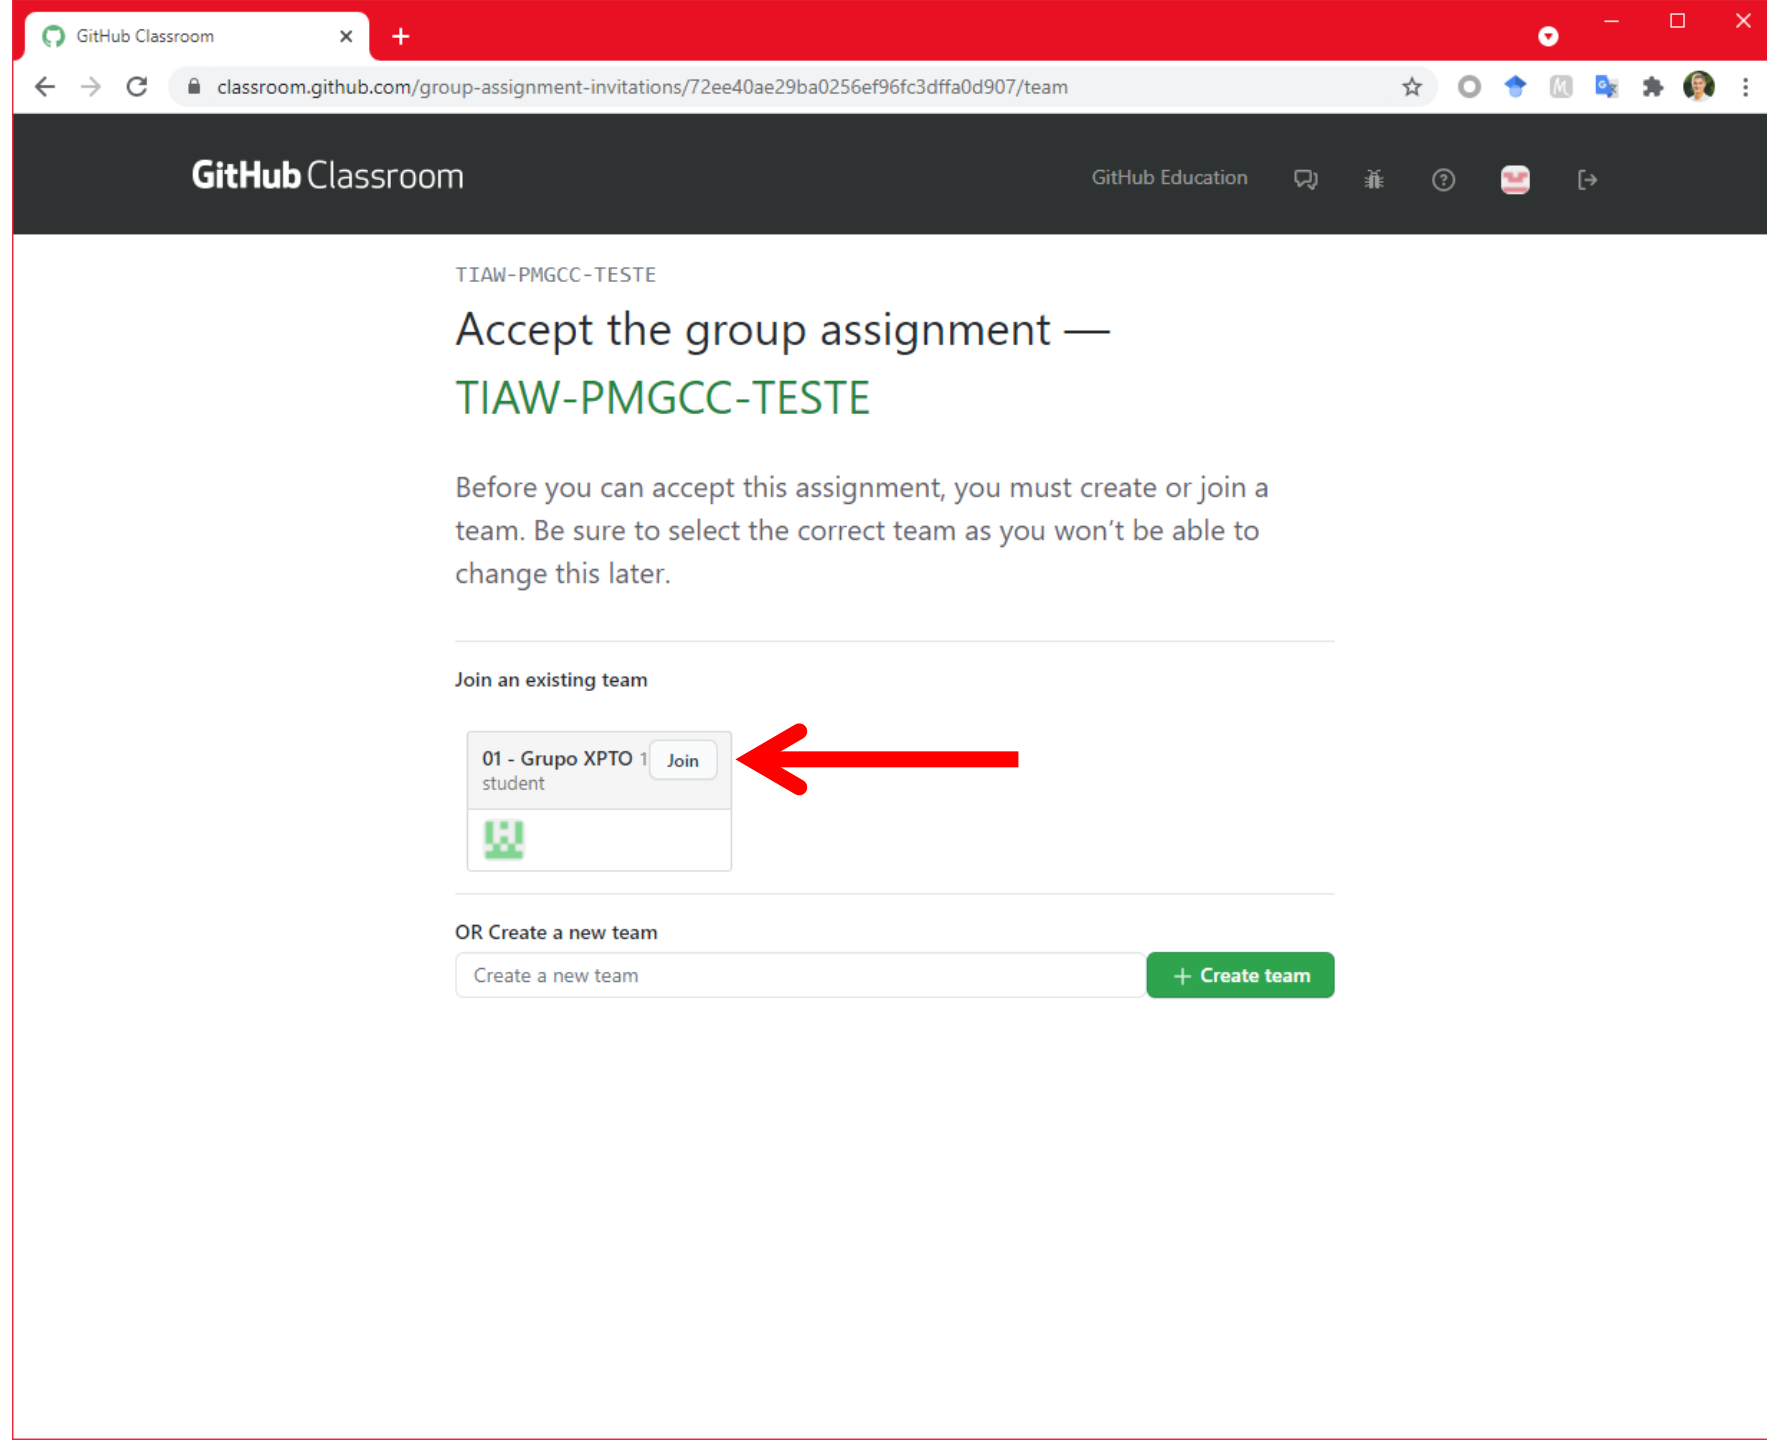 GitHub Classroom
classroom.github.com/group-assignment-invitations/72ee40ae29ba0256ef96fc3dffa0d907/team
GitHub Classroom
GitHub Education
TIAW-PMGCC-TESTE
Accept the group assignment —
TIAW-PMGCC-TESTE
Before you can accept this assignment, you must create or join a
team. Be sure to select the correct team as you won't be able to
change this later.
Join an existing team
01 - Grupo XPTO 1 Join
student
OR Create a new team
Create a new team
+ Create team